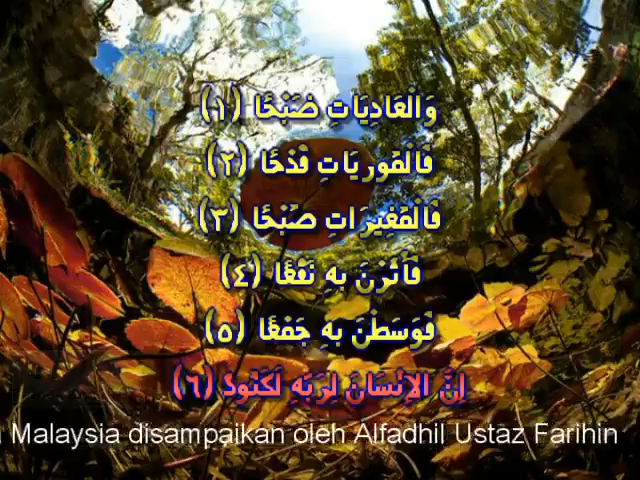 وَالْعَادِيَاتِ ضَبْحًا ﴿١﴾
فَالْمُورِيَاتِ قَدْحًا ﴿٢﴾
فَالْمُغِيرَاتِ صُبْحًا ﴿٣﴾
فَأَثَرْنَ بِهِ نَقْعًا ﴿٤﴾
فَوَسَطْنَ بِهِ جَمْعًا ﴿٥﴾
إِنَّ الْإِنْسَانَ لِرَبِّهِ لَكَنُودٌ ﴿٦﴾
Malaysia disampaikan oleh Alfadhil Ustaz Farihin